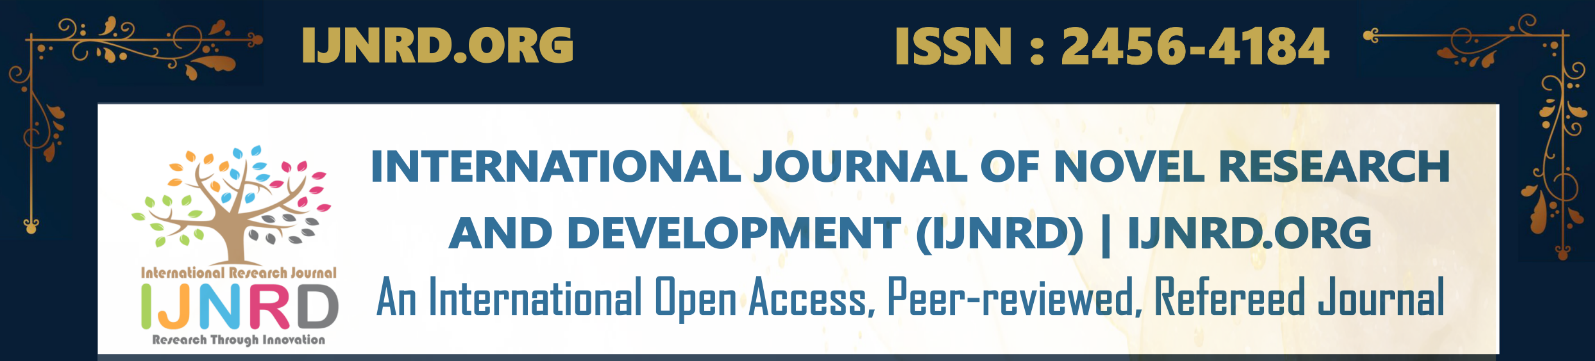 IJNRD.ORG
ISSN : 2456-4184
INTERNATIONAL JOURNAL OF NOVEL RESEARCH
AND DEVELOPMENT (IJNRD) | IJNRD.ORG
An International Open Access, Peer-reviewed, Refereed Journal
International Research Journal
IJNRD
Research Through Innovation